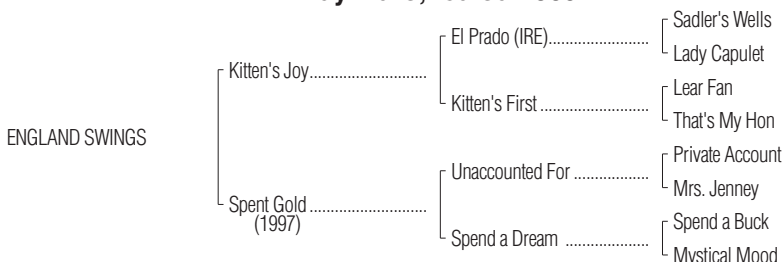 Sadler's Wells
El Prado (IRE)......................
Lady Capulet
Kitten's Joy..........................
Lear Fan
Kitten's First ........................
That's My Hon
ENGLAND SWINGS
Private Account
Unaccounted For .................
Mrs. Jenney
Spent Gold ..........................
(1997)
Spend a Buck
Spend a Dream ..................
Mystical Mood